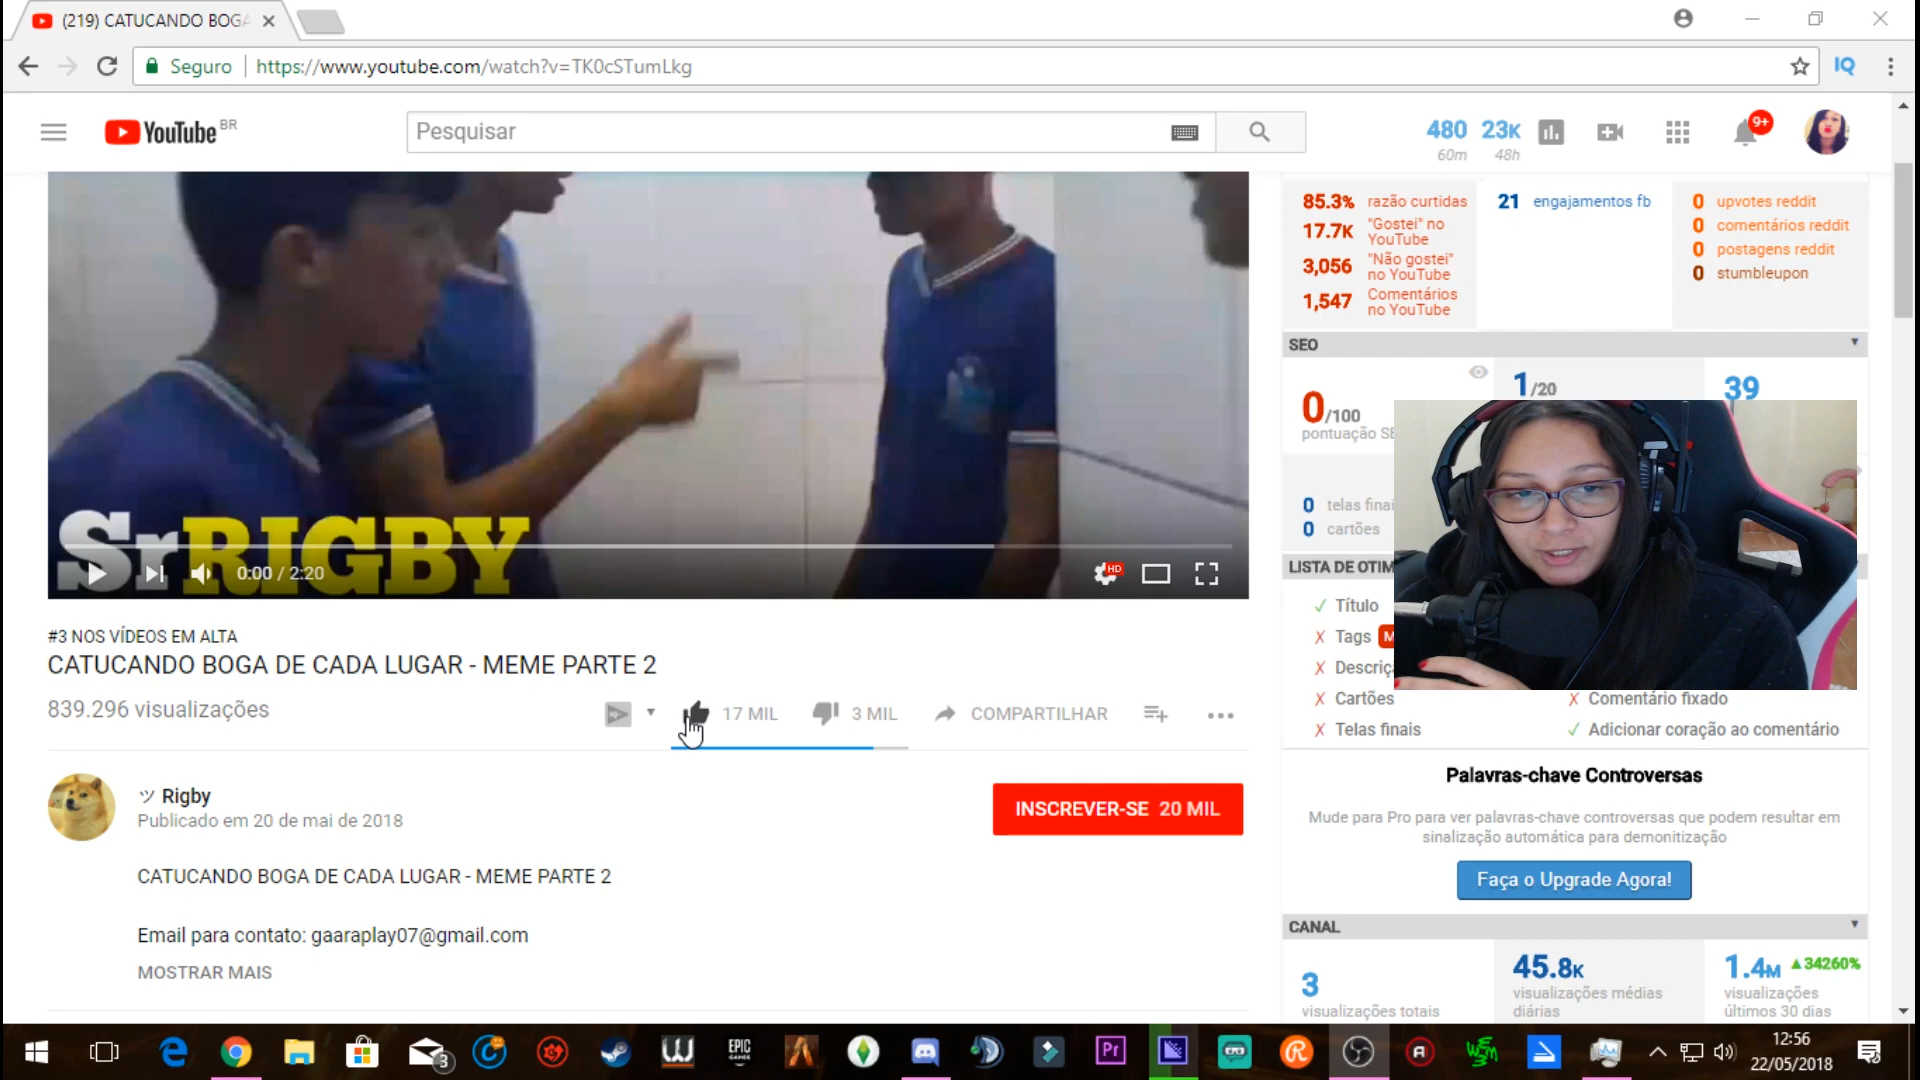 (219) CATUCANDO BOGA
Seguro
https://www.youtube.com/watch?v=TK0cSTumLkg
IQ
YouTube BR
Pesquisar
480 23K
60m 48h
9+
85.3% razão curtidas
17.7K "Gostei" no YouTube
3,056 "Não gostei" no YouTube
1,547 Comentários no YouTube
21 engajamentos fb
0 upvotes reddit
0 comentários reddit
0 postagens reddit
0 stumbleupon
SEO
0/100
pontuação SE
1/20
39
0 telas finai
0 cartões
LISTA DE OTIM
✓ Título
✗ Tags M
✗ Descriç
✗ Cartões
✗ Comentário fixado
✗ Telas finais
✓ Adicionar coração ao comentário
Palavras-chave Controversas
Mude para Pro para ver palavras-chave controversas que podem resultar em
sinalização automática para demonitização
Faça o Upgrade Agora!
CANAL
3
visualizações totais
45.8K
visualizações médias
diárias
1.4M ▲34260%
visualizações
últimos 30 dias
SrRIGBY
0:00 / 2:20
HD
#3 NOS VÍDEOS EM ALTA
CATUCANDO BOGA DE CADA LUGAR - MEME PARTE 2
839.296 visualizações
17 MIL
3 MIL
COMPARTILHAR
ツ Rigby
Publicado em 20 de mai de 2018
INSCREVER-SE 20 MIL
CATUCANDO BOGA DE CADA LUGAR - MEME PARTE 2
Email para contato: gaaraplay07@gmail.com
MOSTRAR MAIS
3
EPIC
GAMES
Pr
12:56
22/05/2018